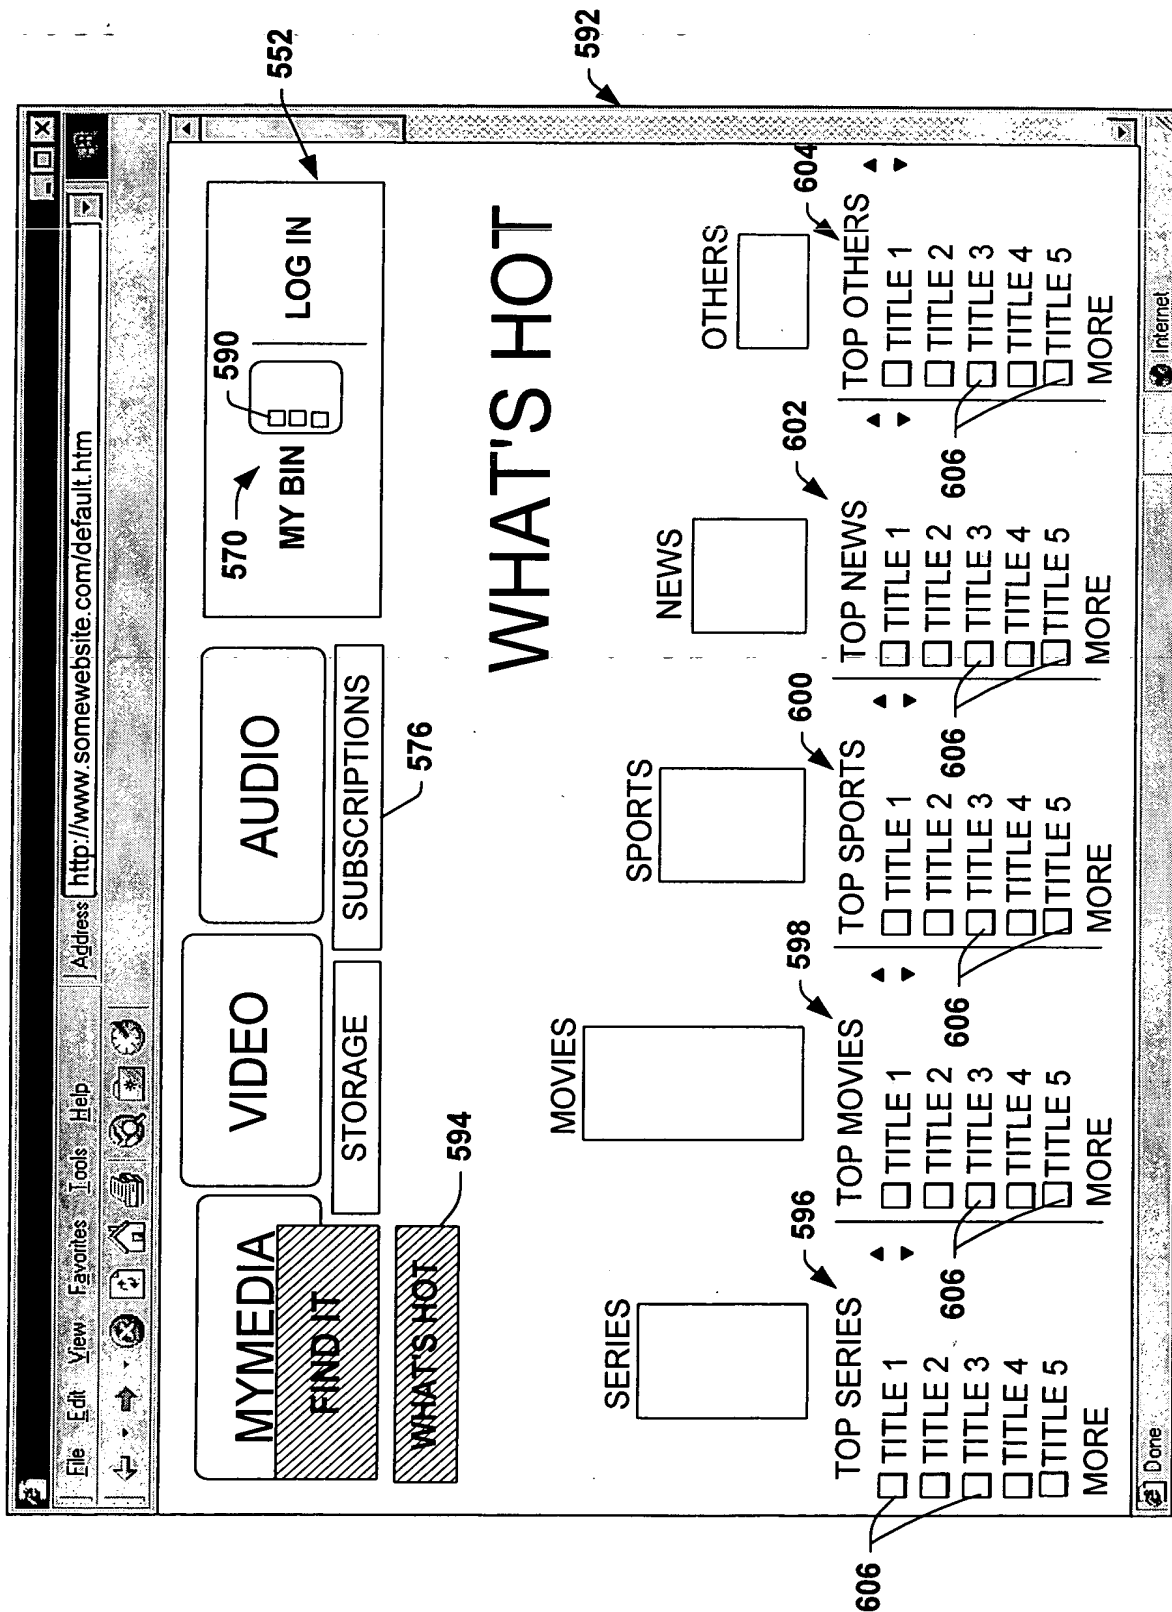 File Edit View Favorites Tools Help
Address http://www.somewebsite.com/default.htm
MYMEDIA
VIDEO
AUDIO
FIND IT
STORAGE
SUBSCRIPTIONS
576
WHAT'S HOT
594
570
MY BIN
590
LOG IN
552
592
WHAT'S HOT
SERIES
MOVIES
SPORTS
NEWS
OTHERS
TOP SERIES
596
TITLE 1
TITLE 2
TITLE 3
TITLE 4
TITLE 5
MORE
606
TOP MOVIES
598
TITLE 1
TITLE 2
TITLE 3
TITLE 4
TITLE 5
MORE
606
TOP SPORTS
600
TITLE 1
TITLE 2
TITLE 3
TITLE 4
TITLE 5
MORE
606
TOP NEWS
602
TITLE 1
TITLE 2
TITLE 3
TITLE 4
TITLE 5
MORE
606
TOP OTHERS
604
TITLE 1
TITLE 2
TITLE 3
TITLE 4
TITLE 5
MORE
606
Done
Internet